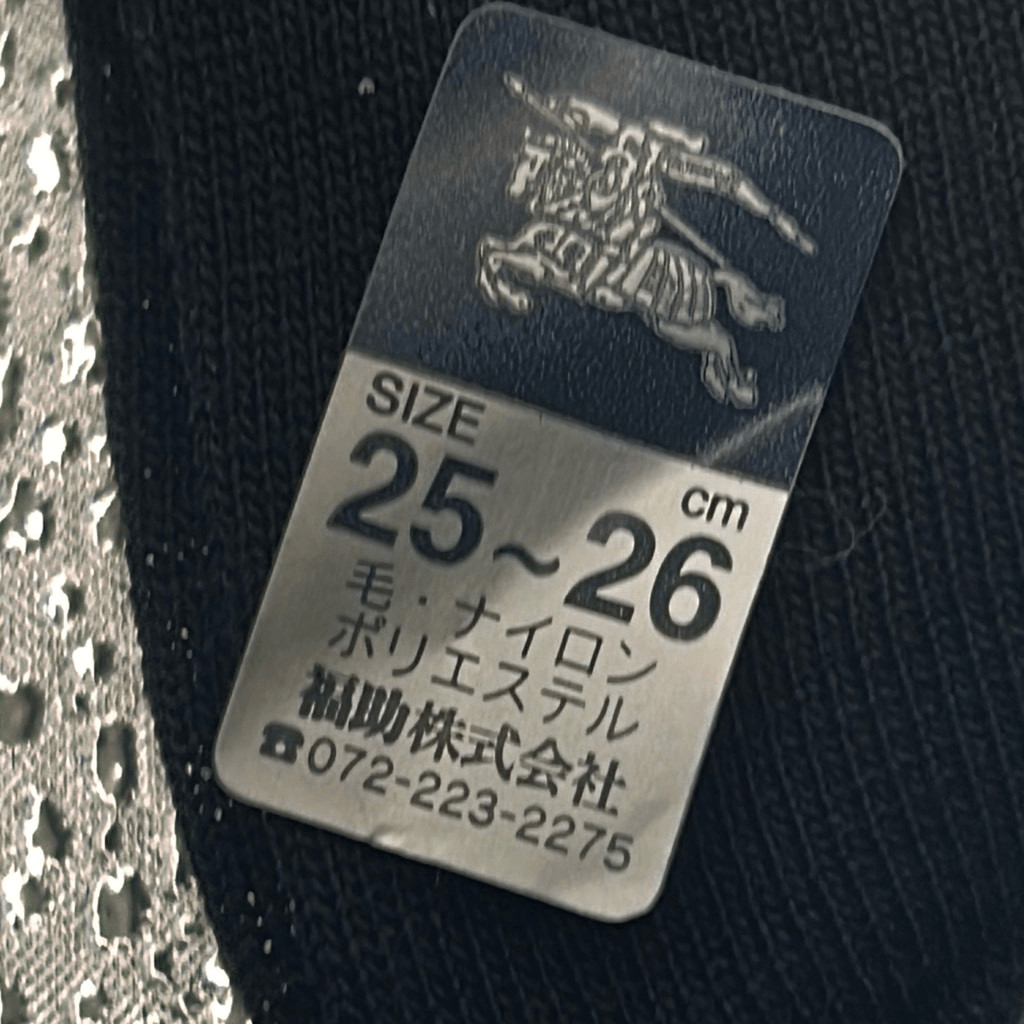 SIZE
25~26 cm
毛・ナイロン
ポリエステル
福助株式会社
☎072-223-2275